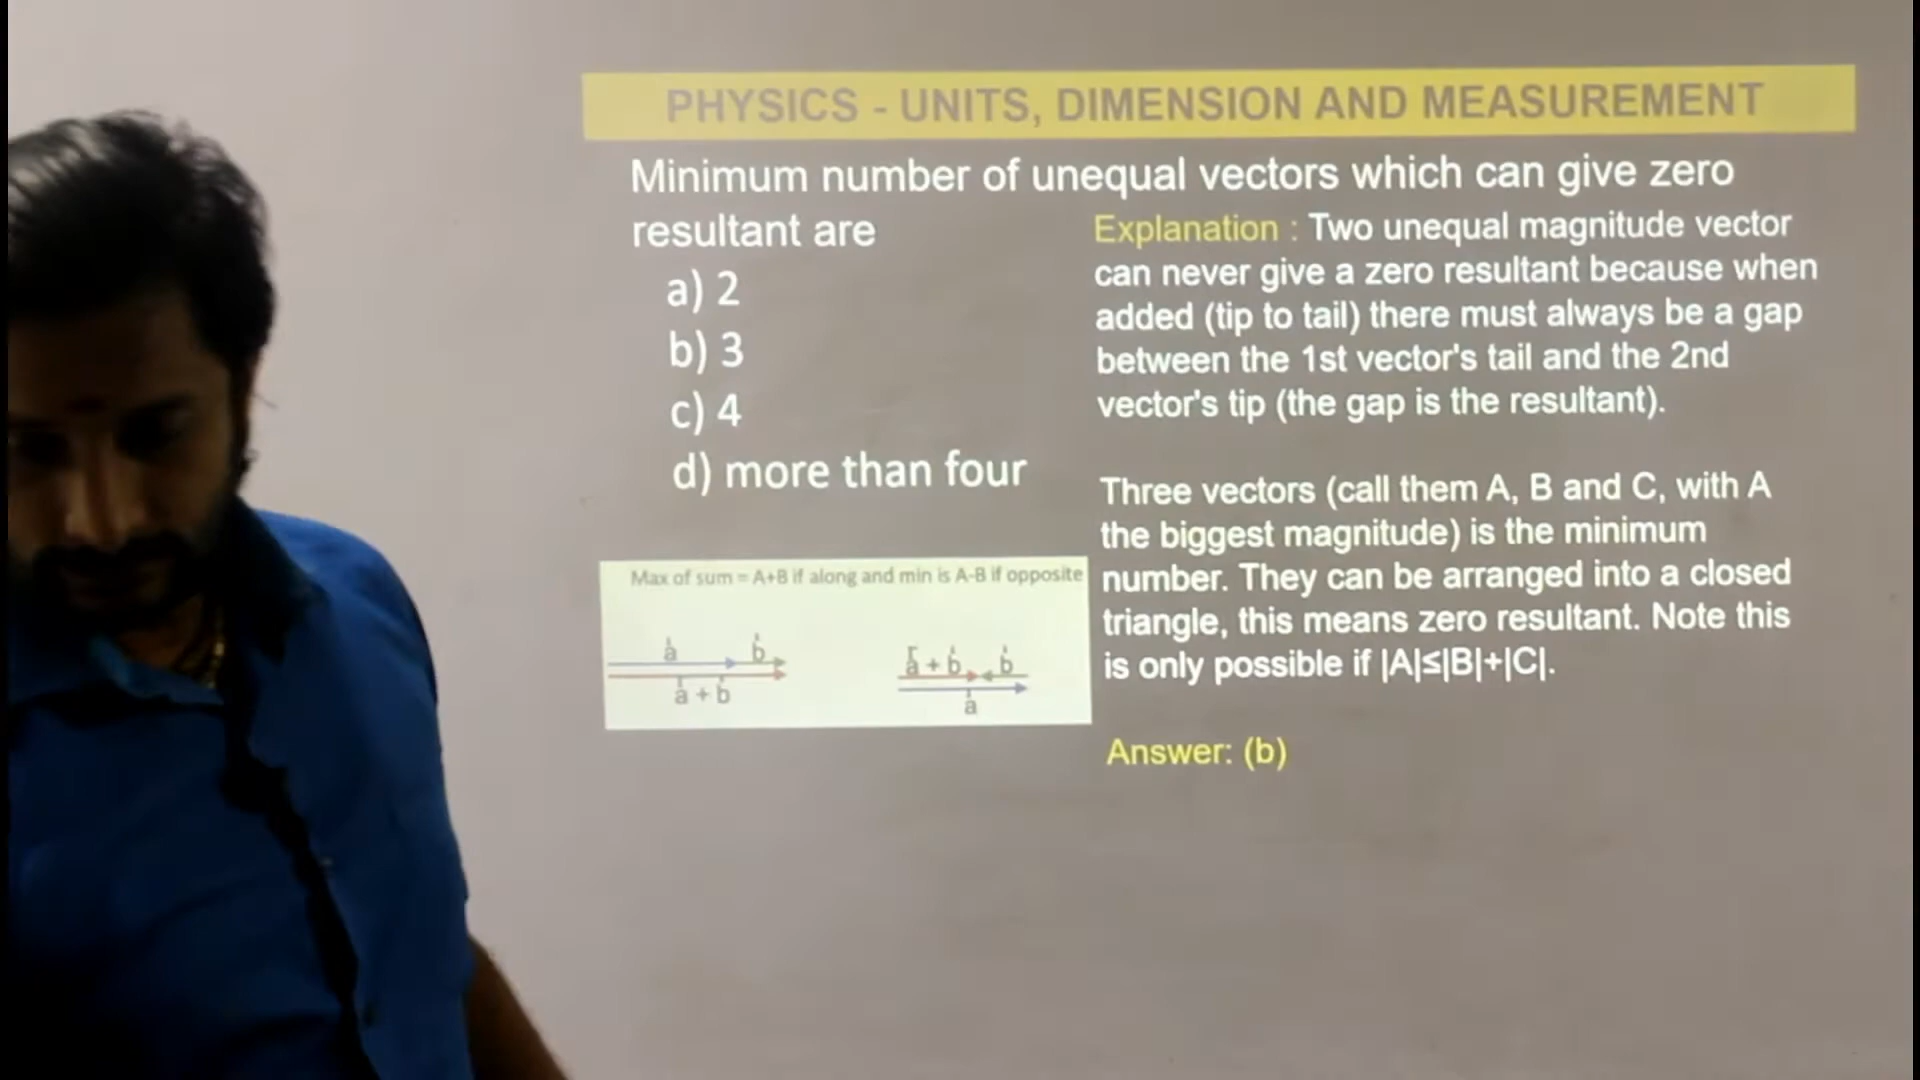 PHYSICS - UNITS, DIMENSION AND MEASUREMENT
Minimum number of unequal vectors which can give zero
resultant are
a) 2
b) 3
c) 4
d) more than four
Explanation : Two unequal magnitude vector
can never give a zero resultant because when
added (tip to tail) there must always be a gap
between the 1st vector's tail and the 2nd
vector's tip (the gap is the resultant).
Three vectors (call them A, B and C, with A
the biggest magnitude) is the minimum
number. They can be arranged into a closed
triangle, this means zero resultant. Note this
is only possible if |A|≤|B|+|C|.
Answer: (b)
Max of sum = A+B if along and min is A-B if opposite
a b
a + b
a + b b
a